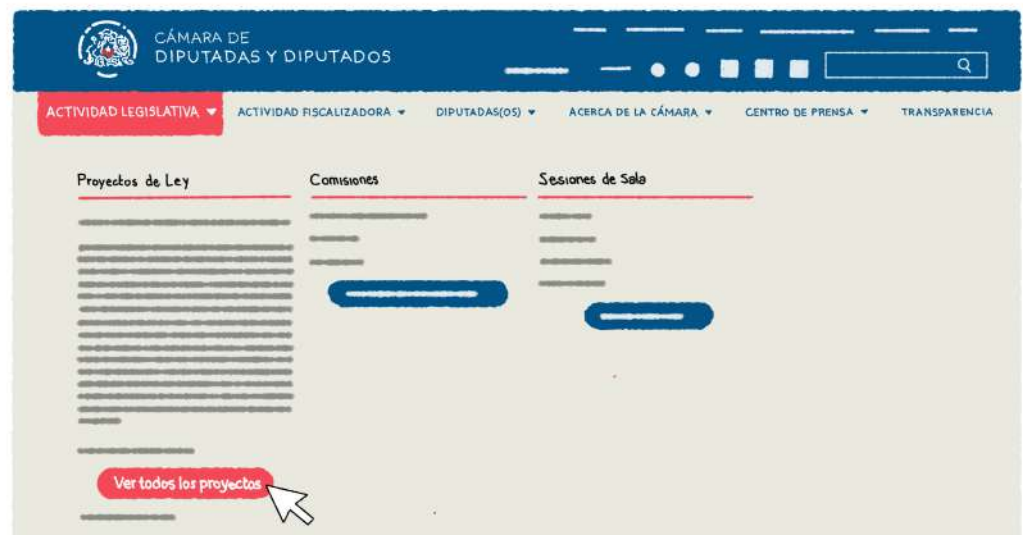 CÁMARA DE
DIPUTADAS Y DIPUTADOS
ACTIVIDAD LEGISLATIVA
ACTIVIDAD FISCALIZADORA
DIPUTADAS(OS)
ACERCA DE LA CÁMARA
CENTRO DE PRENSA
TRANSPARENCIA
Proyectos de Ley
Comisiones
Sesiones de Sala
Ver todos los proyectos